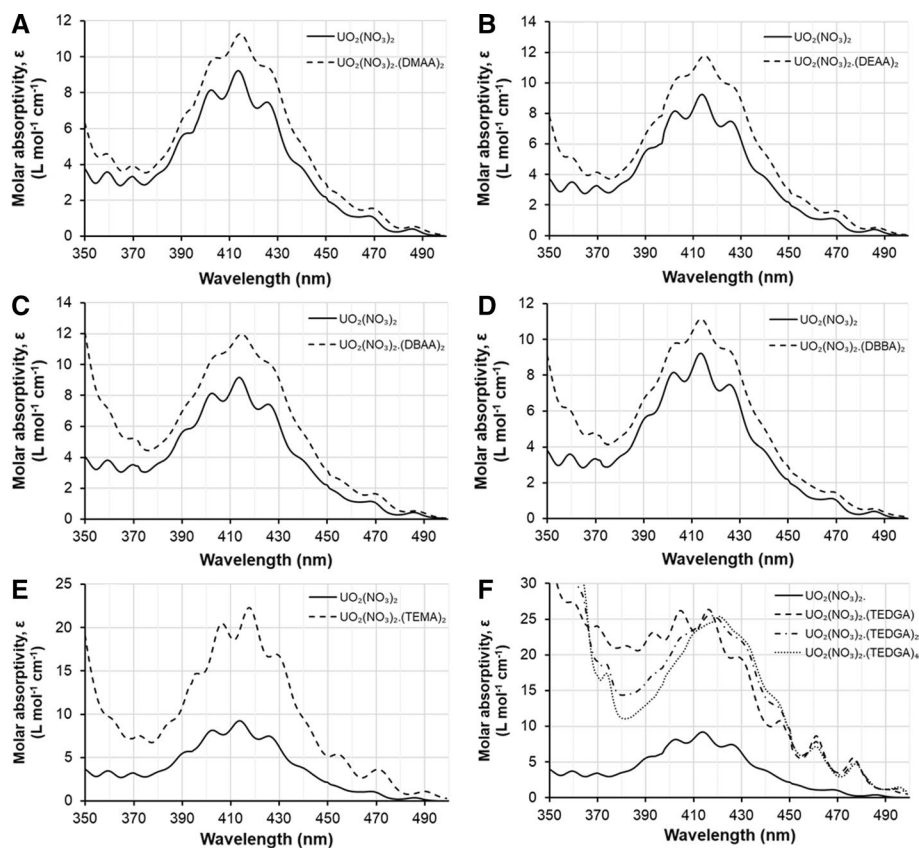 A
Molar absorptivity, ε
(L mol⁻¹ cm⁻¹)
12
10
8
6
4
2
0
350 370 390 410 430 450 470 490
Wavelength (nm)
UO₂(NO₃)₂
UO₂(NO₃)₂.(DMAA)₂
B
Molar absorptivity, ε
(L mol⁻¹ cm⁻¹)
14
12
10
8
6
4
2
0
350 370 390 410 430 450 470 490
Wavelength (nm)
UO₂(NO₃)₂
UO₂(NO₃)₂.(DEAA)₂
C
Molar absorptivity, ε
(L mol⁻¹ cm⁻¹)
14
12
10
8
6
4
2
0
350 370 390 410 430 450 470 490
Wavelength (nm)
UO₂(NO₃)₂
UO₂(NO₃)₂.(DBAA)₂
D
Molar absorptivity, ε
(L mol⁻¹ cm⁻¹)
12
10
8
6
4
2
0
350 370 390 410 430 450 470 490
Wavelength (nm)
UO₂(NO₃)₂
UO₂(NO₃)₂.(DBBA)₂
E
Molar absorptivity, ε
(L mol⁻¹ cm⁻¹)
25
20
15
10
5
0
350 370 390 410 430 450 470 490
Wavelength (nm)
UO₂(NO₃)₂
UO₂(NO₃)₂.(TEMA)₂
F
Molar absorptivity, ε
(L mol⁻¹ cm⁻¹)
30
25
20
15
10
5
0
350 370 390 410 430 450 470 490
Wavelength (nm)
UO₂(NO₃)₂.
UO₂(NO₃)₂.(TEDGA)
UO₂(NO₃)₂.(TEDGA)₂
UO₂(NO₃)₂.(TEDGA)₄